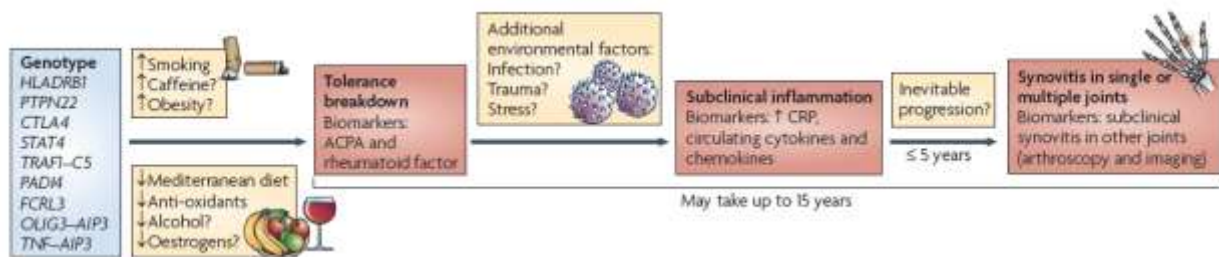 Genotype
HLADRB1
PTPN22
CTLA4
STAT4
TRAF1–C5
PADI4
FCRL3
OLIG3–AIP3
TNF–AIP3
↑Smoking
↑Caffeine?
↑Obesity?
↓Mediterranean diet
↓Anti-oxidants
↓Alcohol?
↓Oestrogens?
Tolerance
breakdown
Biomarkers:
ACPA and
rheumatoid factor
Additional
environmental factors:
Infection?
Trauma?
Stress?
Subclinical inflammation
Biomarkers: ↑ CRP,
circulating cytokines and
chemokines
Inevitable
progression?
≤ 5 years
Synovitis in single or
multiple joints
Biomarkers: subclinical
synovitis in other joints
(arthroscopy and imaging)
May take up to 15 years